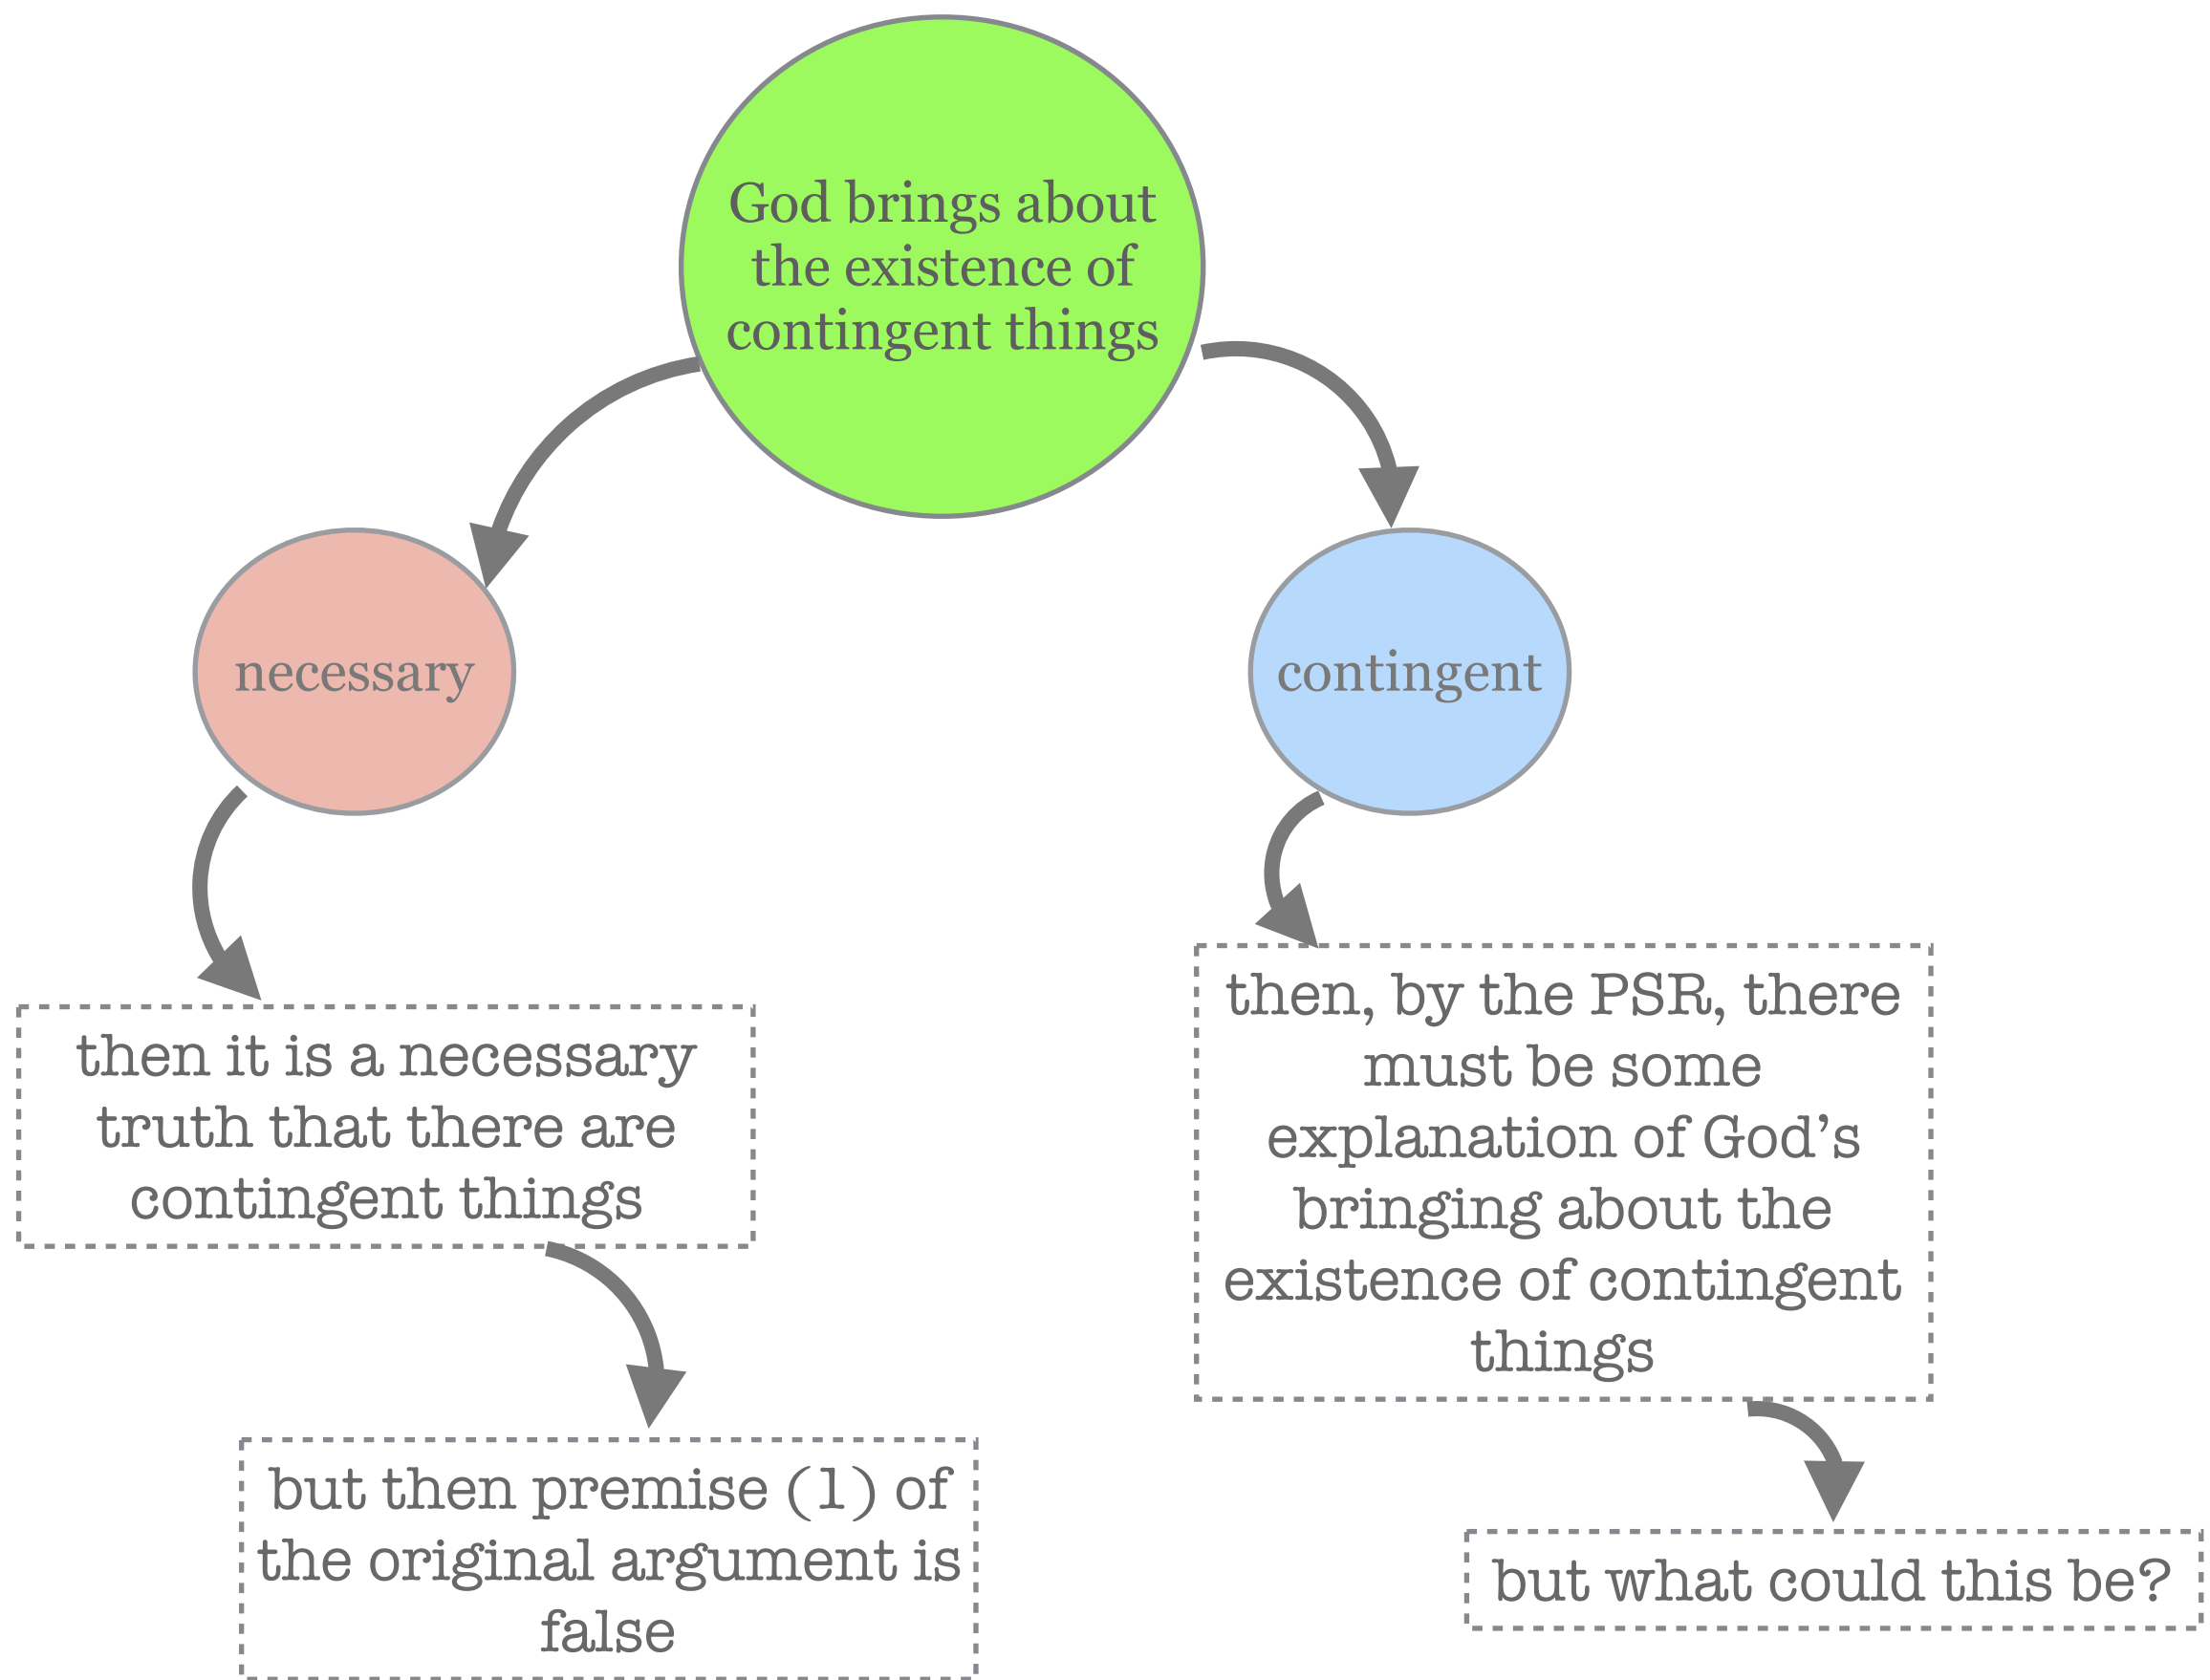 God brings about
the existence of
contingent things
necessary
contingent
then it is a necessary
truth that there are
contingent things
but then premise (1) of
the original argument is
false
then, by the PSR, there
must be some
explanation of God's
bringing about the
existence of contingent
things
but what could this be?